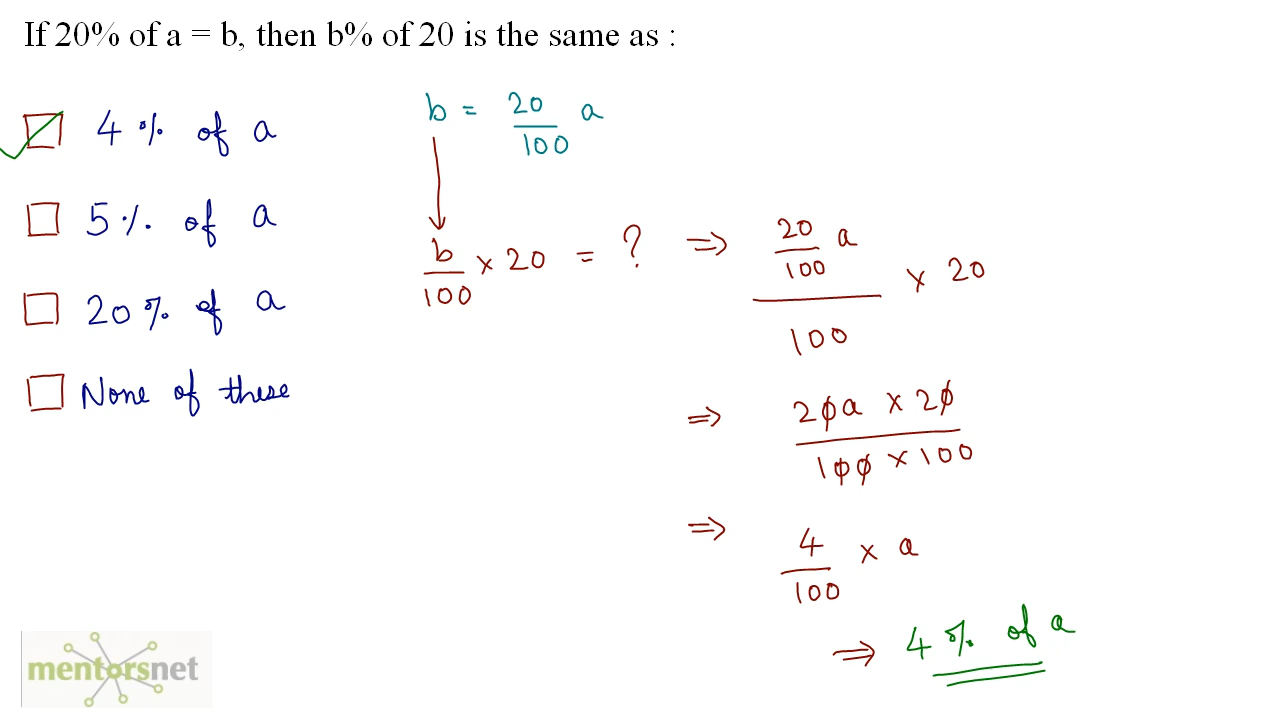 If 20% of a = b, then b% of 20 is the same as :
4 % of a
5 % of a
20 % of a
None of these
b = 20/100 a
b/100 × 20 = ? ⇒ (20/100 a)/100 × 20
⇒ (20a × 20)/(100 × 100)
⇒ 4/100 × a
⇒ 4 % of a
mentorsnet